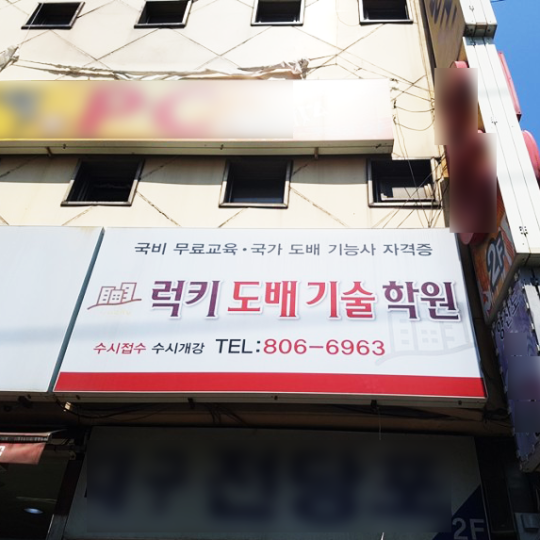 국비 무료교육·국가 도배 기능사 자격증
럭키 도배 기술 학원
수시접수 수시개강 TEL:806-6963
2F
2F